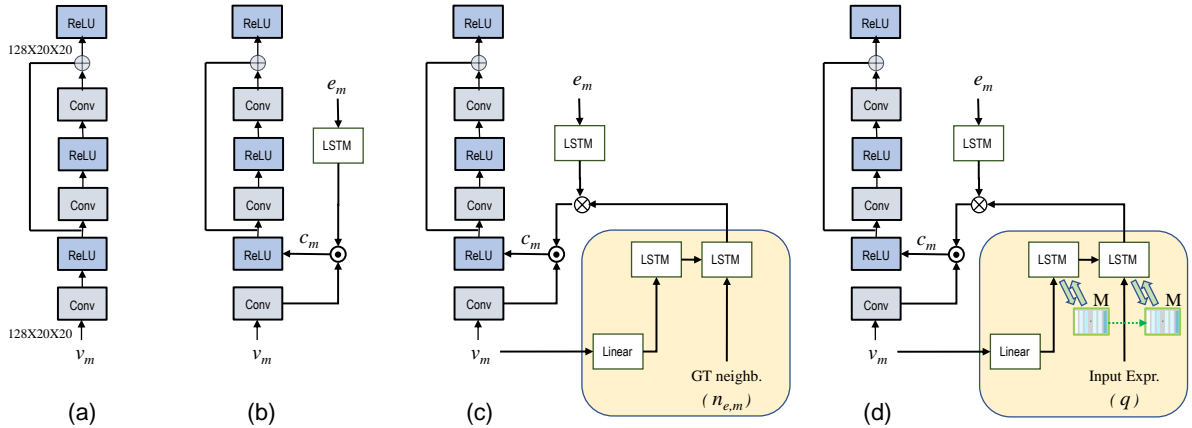 ReLU
128X20X20
Conv
ReLU
Conv
ReLU
Conv
128X20X20
v_m
(a)
ReLU
Conv
ReLU
Conv
ReLU
Conv
v_m
e_m
LSTM
c_m
(b)
ReLU
Conv
ReLU
Conv
ReLU
Conv
v_m
e_m
LSTM
c_m
LSTM
LSTM
Linear
GT neighb.
( n_{e,m} )
(c)
ReLU
Conv
ReLU
Conv
ReLU
Conv
v_m
e_m
LSTM
c_m
LSTM
LSTM
M
M
Linear
Input Expr.
( q )
(d)